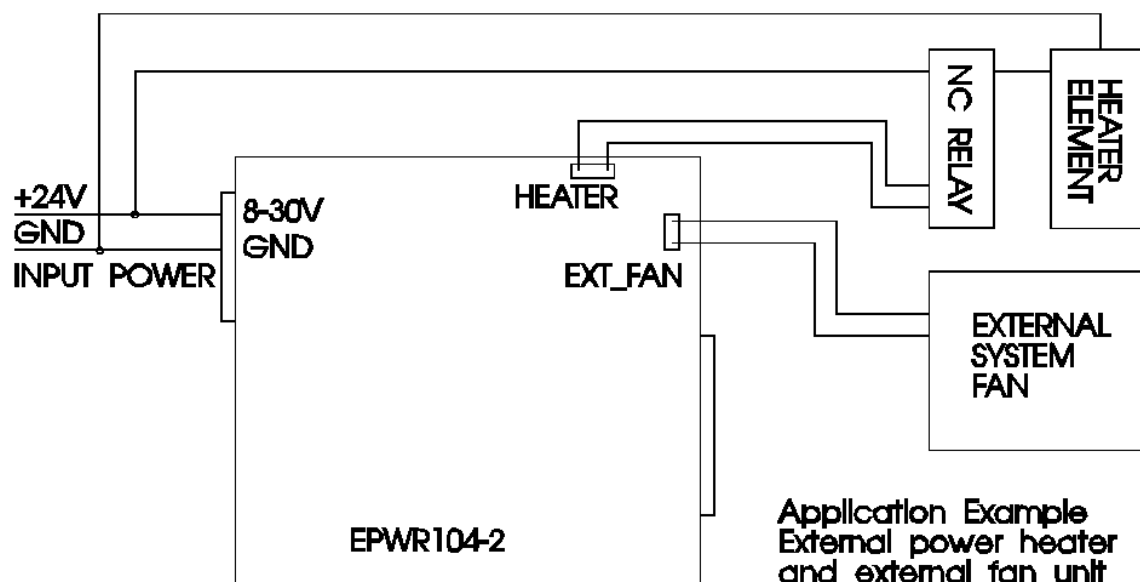 NC RELAY
HEATER
ELEMENT
+24V
GND
INPUT POWER
8-30V
GND
HEATER
EXT_FAN
EXTERNAL
SYSTEM
FAN
EPWR104-2
Application Example
External power heater
and external fan unit